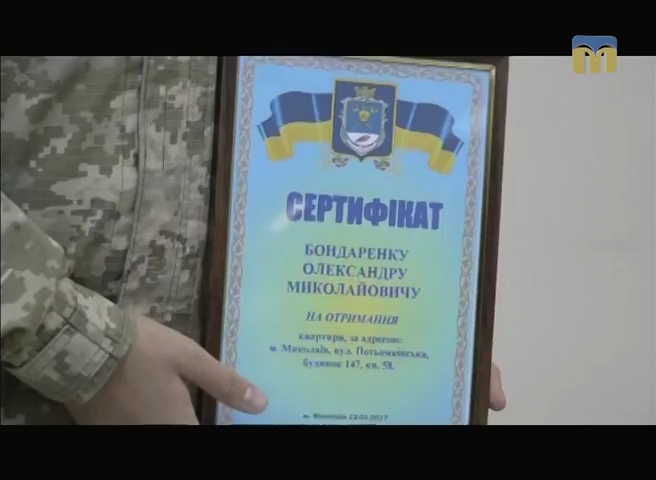 СЕРТИФІКАТ
БОНДАРЕНКУ
ОЛЕКСАНДРУ
МИКОЛАЙОВИЧУ
НА ОТРИМАННЯ
квартири, за адресою:
м. Миколаїв, вул. Потьомкінська,
будинок 147, кв. 58.